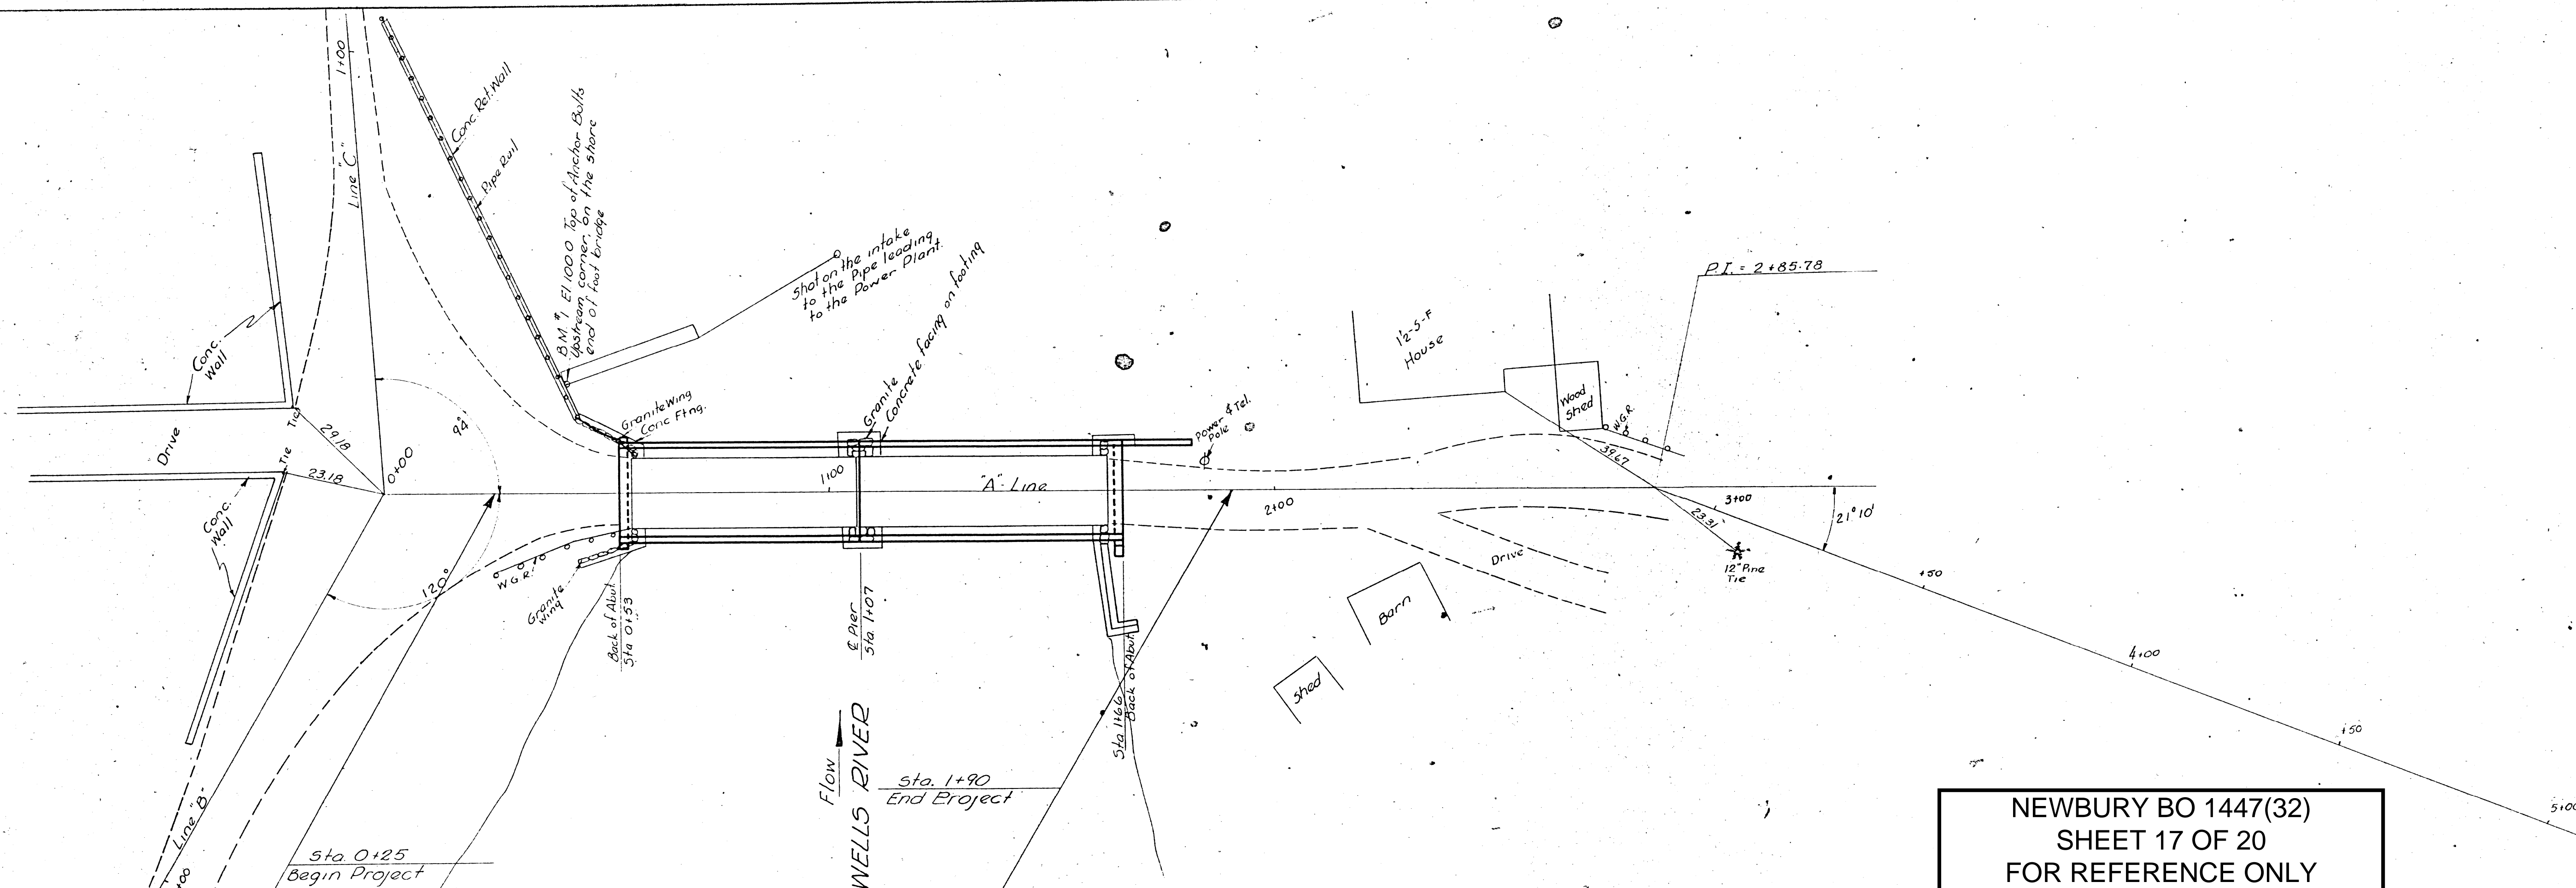 1+00
Line "C"
Conc. Ret. Wall
Pipe Rail
BM #1 El. 100.0 Top of Anchor Bolts
Upstream corner, on the shore
end of foot bridge
Shot on the intake
to the Pipe leading
to the Power Plant.
Granite
Concrete facing on footing
Granite Wing
Conc Ftng.
Conc.
Wall
Drive
Tie
29.18
Tie
23.18
0+00
94°
120°
Conc.
Wall
W.G.R.
Granite
Wing
Back of Abut.
Sta 0+53
1+00
"A"-Line
℄ Pier
Sta. 1+07
Power & Tel.
Pole
2+00
1½-S-F
House
Wood
Shed
W.G.R.
P.I. = 2+85.78
39.67
3+00
23.31
21°10'
12" Pine
Tie
Drive
Barn
Shed
+50
4+00
+50
5+00
Sta 1+66
Back of Abut.
Flow
WELLS RIVER
Sta. 1+90
End Project
Line "B"
Sta. 0+25
Begin Project
NEWBURY BO 1447(32)
SHEET 17 OF 20
FOR REFERENCE ONLY